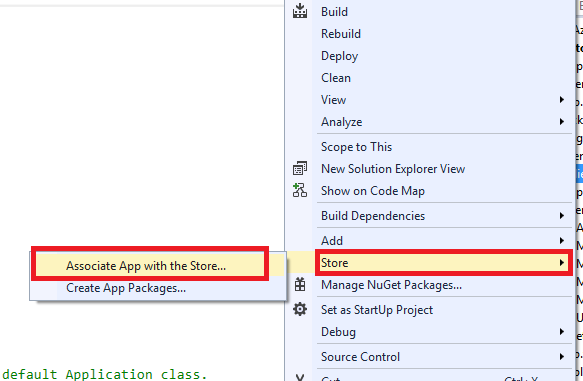 Build
Rebuild
Deploy
Clean
View
Analyze
Scope to This
New Solution Explorer View
Show on Code Map
Build Dependencies
Add
Store
Associate App with the Store...
Create App Packages...
Manage NuGet Packages...
Set as StartUp Project
Debug
Source Control
default Application class.